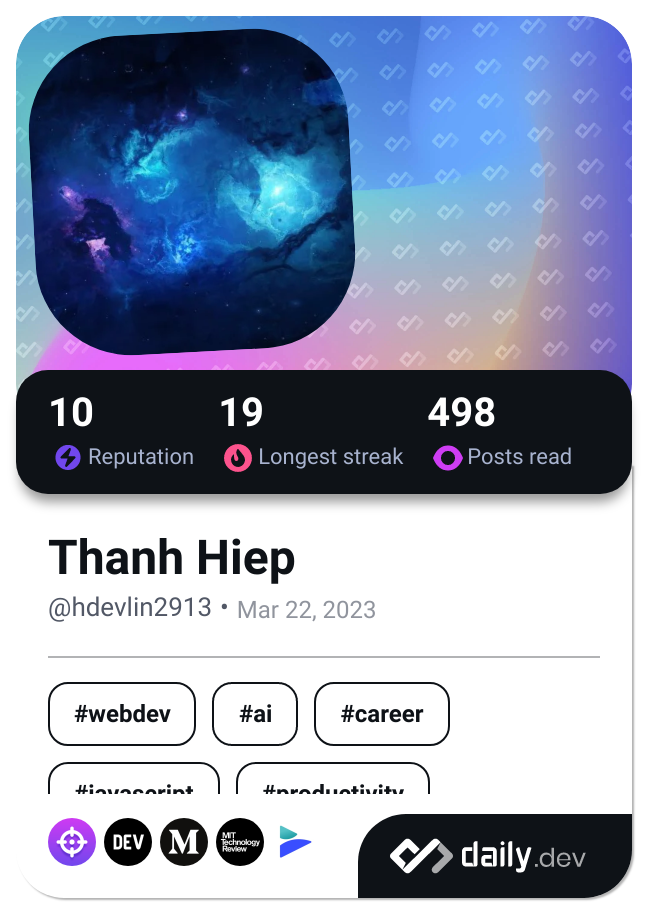 10 19 498
Reputation Longest streak Posts read
Thanh Hiep
@hdevlin2913 • Mar 22, 2023
#webdev #ai #career
#javascript #productivity
DEV M MIT
Technology
Review
daily.dev